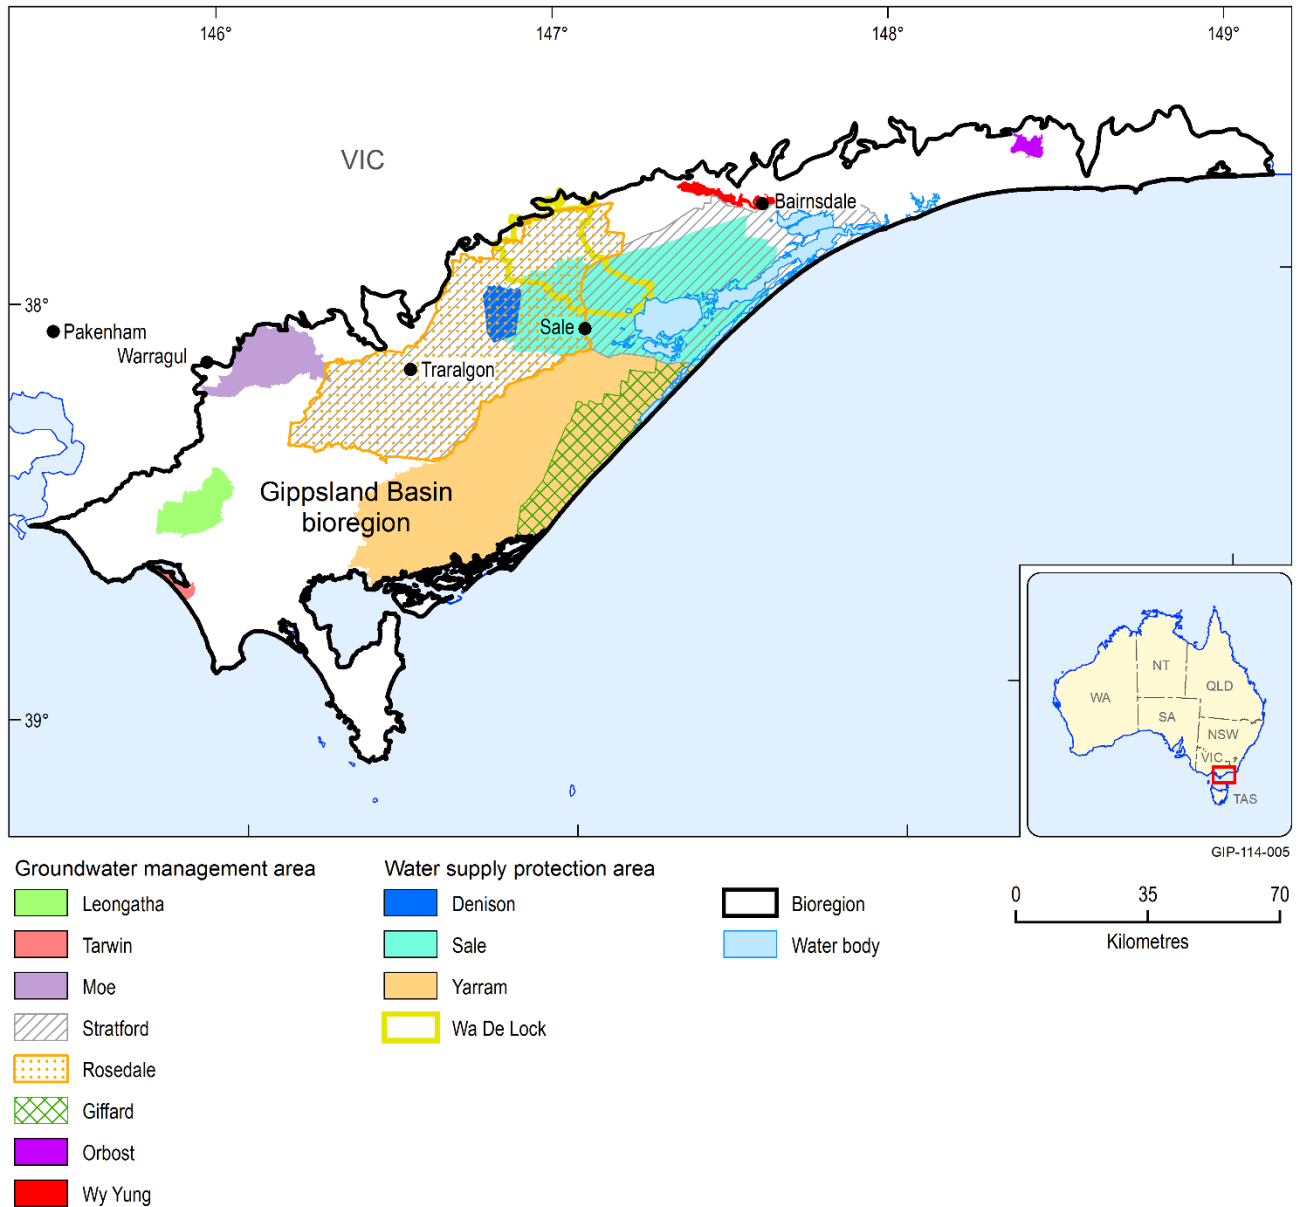 146°
147°
148°
149°
VIC
Bairnsdale
38°
Pakenham
Sale
Warragul
Traralgon
Gippsland Basin
bioregion
39°
NT
WA
QLD
SA
NSW
VIC
TAS
GIP-114-005
Groundwater management area
Leongatha
Tarwin
Moe
Stratford
Rosedale
Giffard
Orbost
Wy Yung
Water supply protection area
Denison
Sale
Yarram
Wa De Lock
Bioregion
Water body
0 35 70
Kilometres